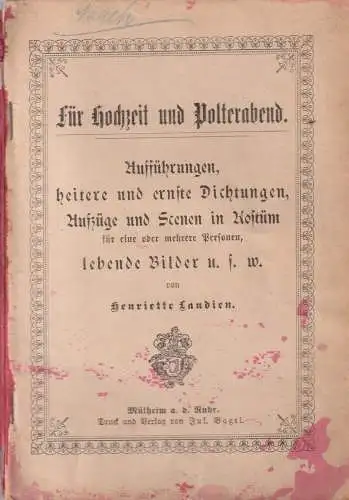 Für Hochzeit und Polterabend.
Aufführungen,
heitere und ernste Dichtungen,
Aufzüge und Scenen in Kostüm
für eine oder mehrere Personen,
lebende Bilder u. s. w.
von
Henriette Landien.
Mülheim a. d. Ruhr.
Druck und Verlag von Jul. Bagel.